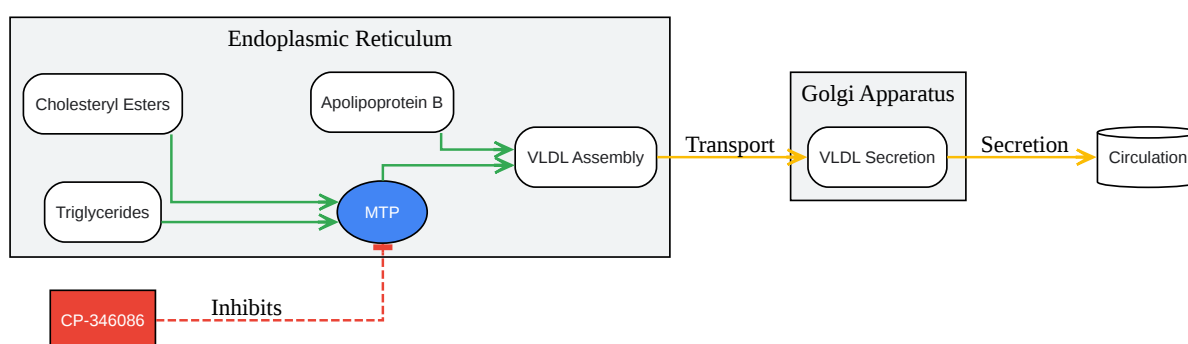 Endoplasmic Reticulum
Cholesteryl Esters
Apolipoprotein B
Triglycerides
MTP
VLDL Assembly
Transport
Golgi Apparatus
VLDL Secretion
Secretion
Circulation
CP-346086
Inhibits